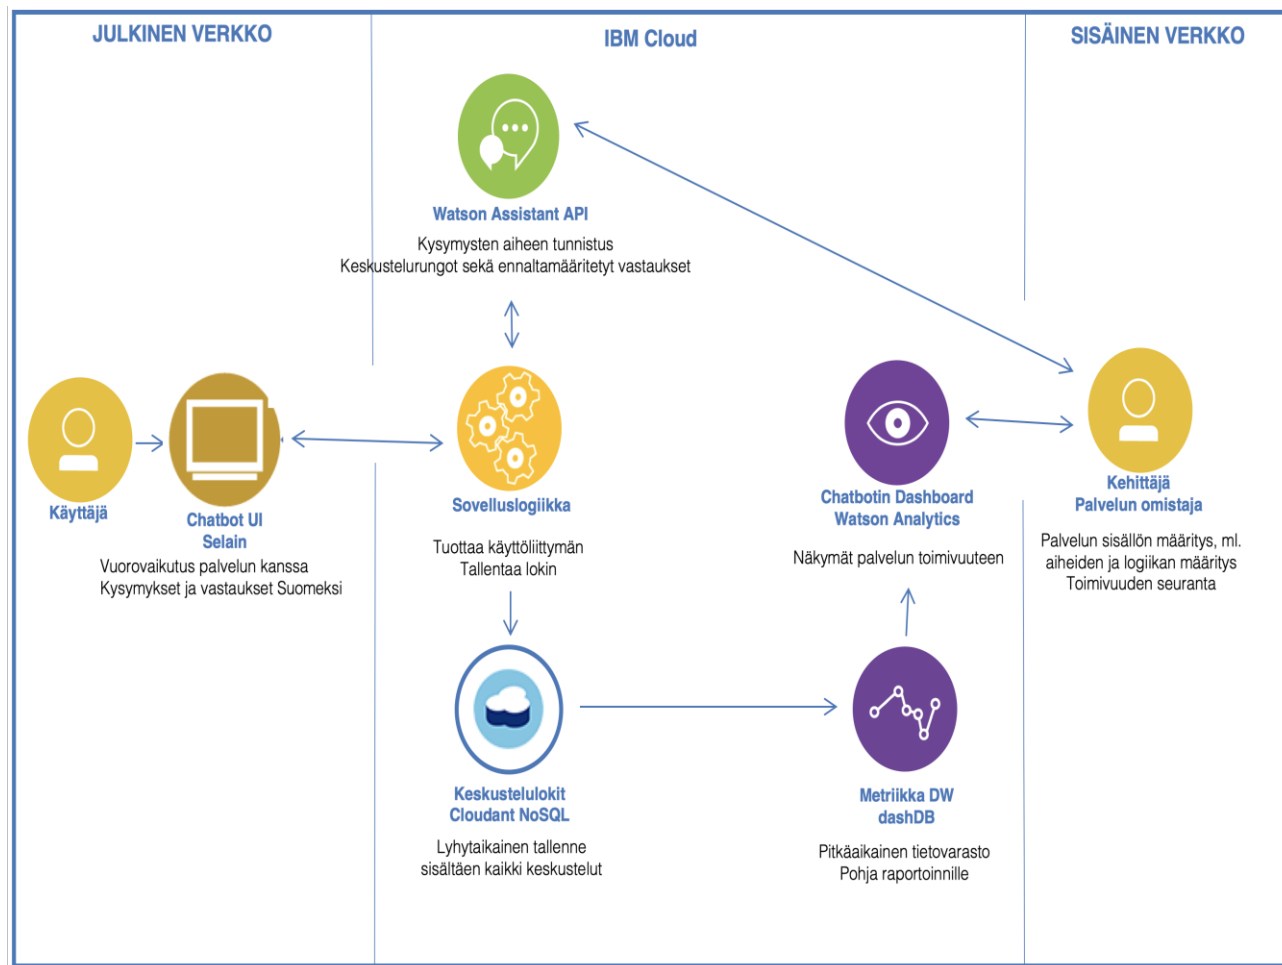 JULKINEN VERKKO
IBM Cloud
SISÄINEN VERKKO
Watson Assistant API
Kysymysten aiheen tunnistus
Keskustelurungot sekä ennaltamääritetyt vastaukset
Käyttäjä
Chatbot UI
Selain
Vuorovaikutus palvelun kanssa
Kysymykset ja vastaukset Suomeksi
Sovelluslogiikka
Tuottaa käyttöliittymän
Tallentaa lokin
Chatbotin Dashboard
Watson Analytics
Näkymät palvelun toimivuuteen
Kehittäjä
Palvelun omistaja
Palvelun sisällön määritys, ml.
aiheiden ja logiikan määritys
Toimivuuden seuranta
Keskustelulokit
Cloudant NoSQL
Lyhytaikainen tallenne
sisältäen kaikki keskustelut
Metriikka DW
dashDB
Pitkäaikainen tietovarasto
Pohja raportoinnille